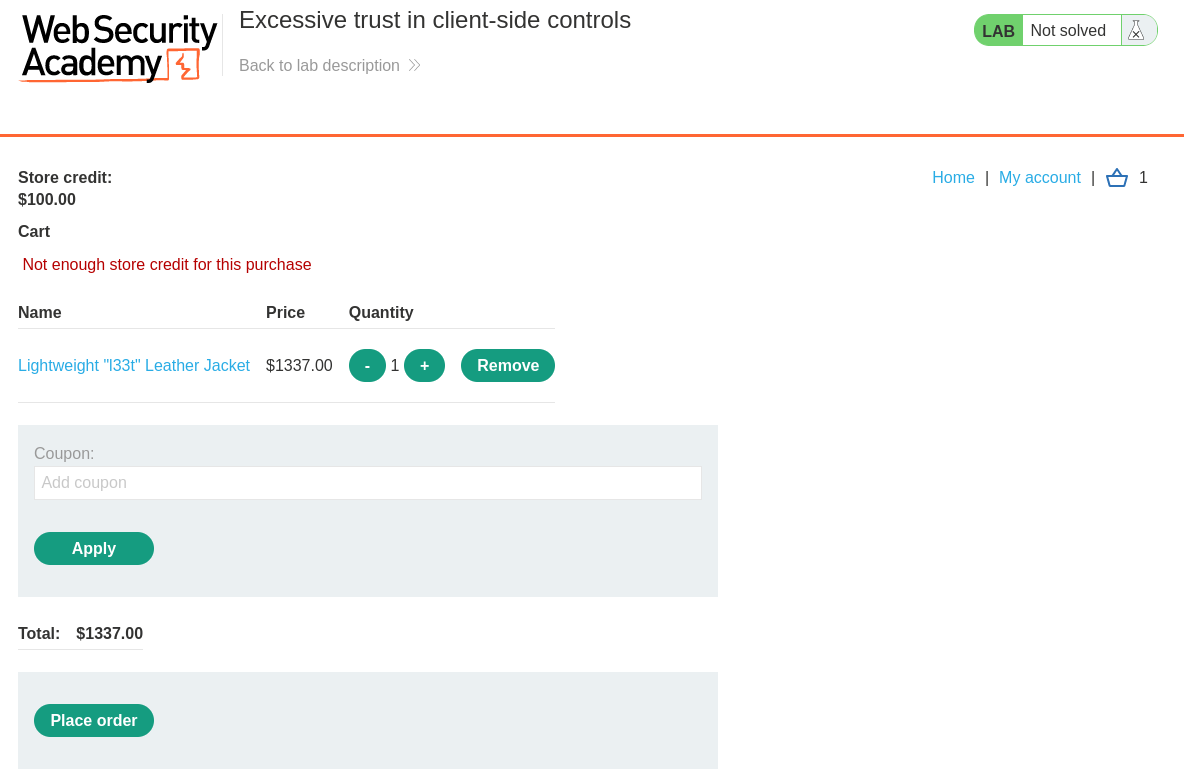 Web Security
Academy
Excessive trust in client-side controls
Back to lab description
LAB Not solved
Store credit:
$100.00
Home | My account | 1
Cart
Not enough store credit for this purchase
Name Price Quantity
Lightweight "l33t" Leather Jacket $1337.00 - 1 + Remove
Coupon:
Add coupon
Apply
Total: $1337.00
Place order